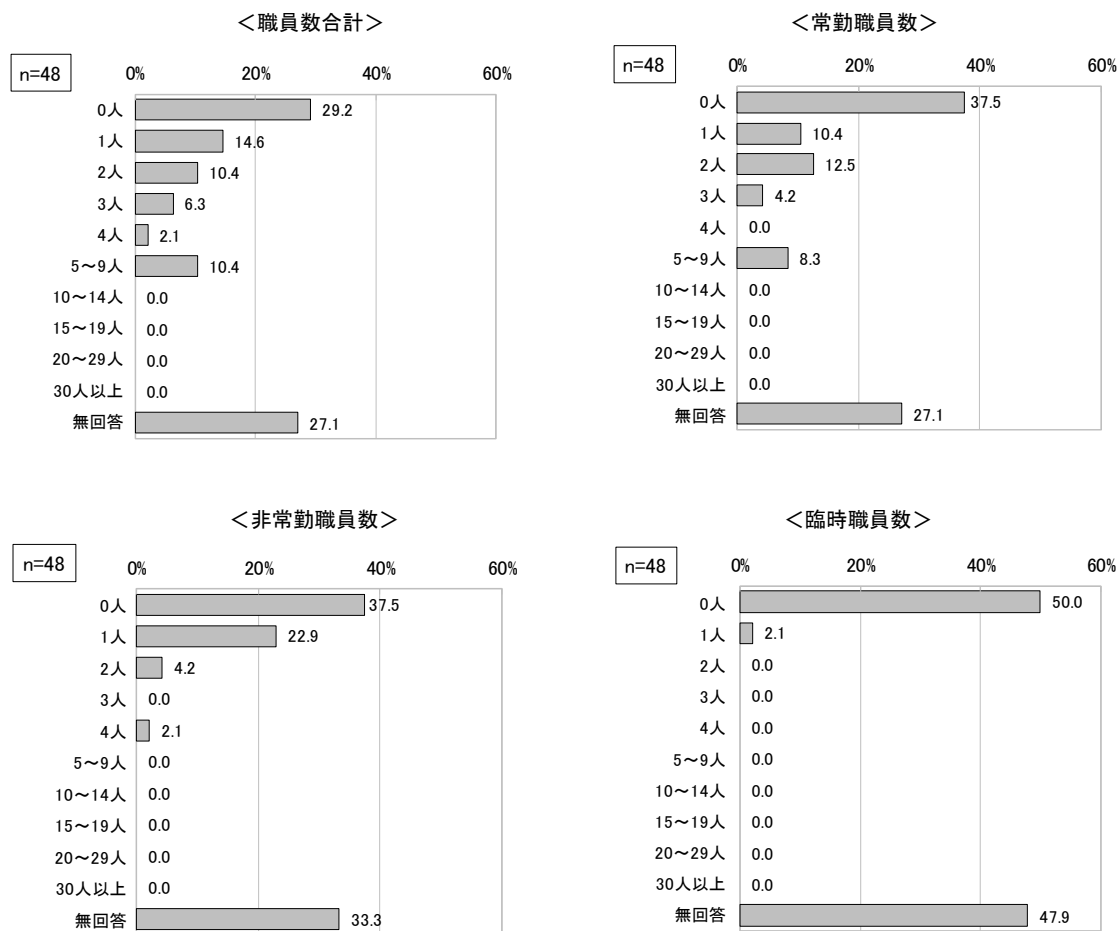 ＜職員数合計＞
n=48
0% 20% 40% 60%
0人 29.2
1人 14.6
2人 10.4
3人 6.3
4人 2.1
5～9人 10.4
10～14人 0.0
15～19人 0.0
20～29人 0.0
30人以上 0.0
無回答 27.1
＜常勤職員数＞
n=48
0% 20% 40% 60%
0人 37.5
1人 10.4
2人 12.5
3人 4.2
4人 0.0
5～9人 8.3
10～14人 0.0
15～19人 0.0
20～29人 0.0
30人以上 0.0
無回答 27.1
＜非常勤職員数＞
n=48
0% 20% 40% 60%
0人 37.5
1人 22.9
2人 4.2
3人 0.0
4人 2.1
5～9人 0.0
10～14人 0.0
15～19人 0.0
20～29人 0.0
30人以上 0.0
無回答 33.3
＜臨時職員数＞
n=48
0% 20% 40% 60%
0人 50.0
1人 2.1
2人 0.0
3人 0.0
4人 0.0
5～9人 0.0
10～14人 0.0
15～19人 0.0
20～29人 0.0
30人以上 0.0
無回答 47.9